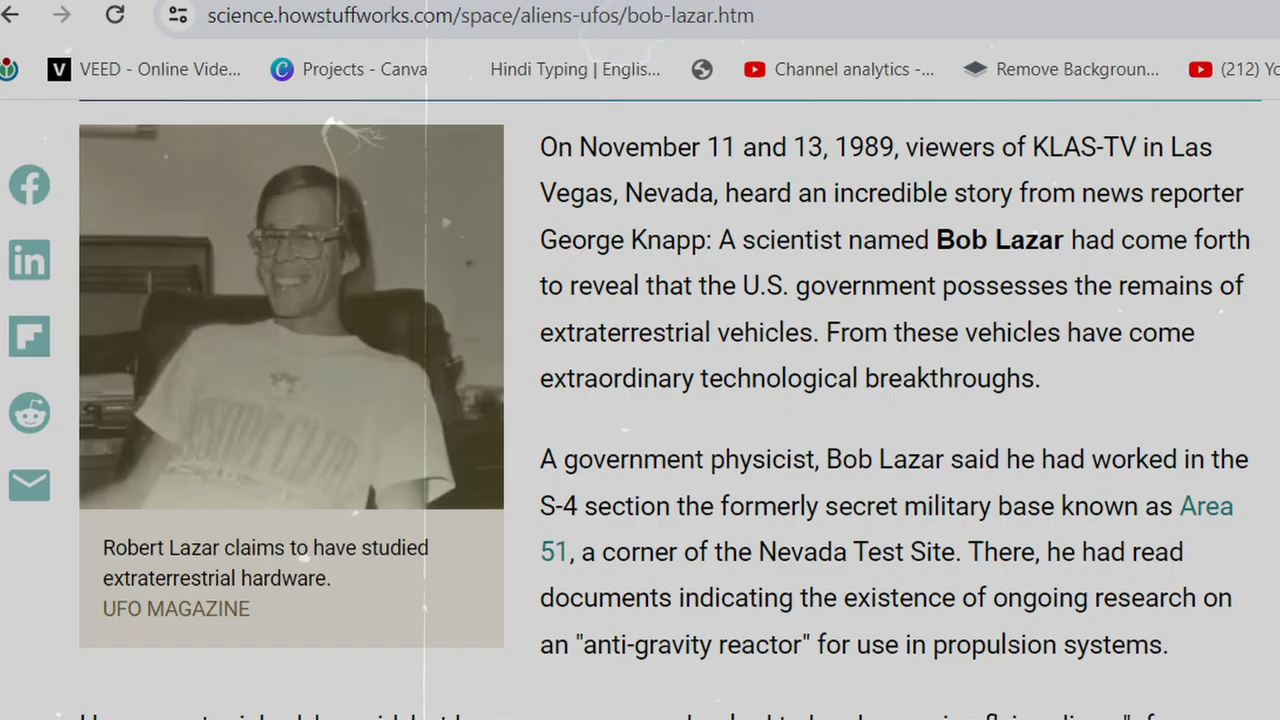 science.howstuffworks.com/space/aliens-ufos/bob-lazar.htm
V VEED - Online Vide... Projects - Canva Hindi Typing | Englis... Channel analytics -... Remove Backgroun... (212) Yo
On November 11 and 13, 1989, viewers of KLAS-TV in Las
Vegas, Nevada, heard an incredible story from news reporter
George Knapp: A scientist named Bob Lazar had come forth
to reveal that the U.S. government possesses the remains of
extraterrestrial vehicles. From these vehicles have come
extraordinary technological breakthroughs.
A government physicist, Bob Lazar said he had worked in the
S-4 section the formerly secret military base known as Area
51, a corner of the Nevada Test Site. There, he had read
documents indicating the existence of ongoing research on
an "anti-gravity reactor" for use in propulsion systems.
Robert Lazar claims to have studied
extraterrestrial hardware.
UFO MAGAZINE